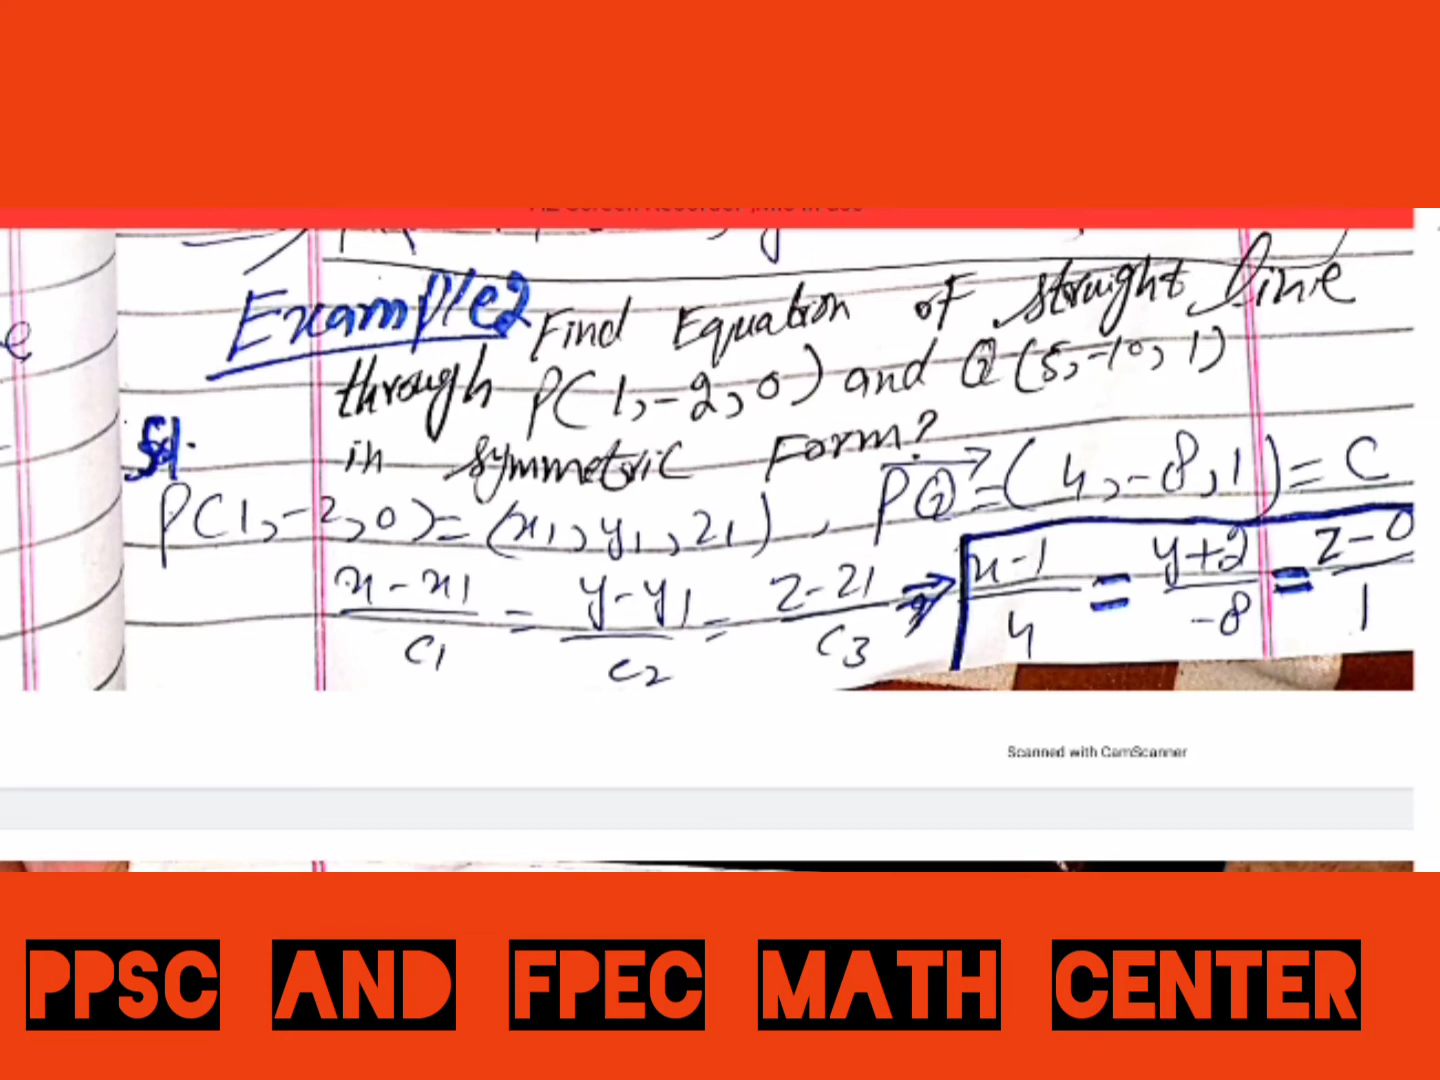 Example2 Find Equation of straight line
through P(1,-2,0) and Q(5,-10,1)
in symmetric Form?
Sol.
P(1,-2,0)=(x1,y1,z1), PQ=(4,-8,1)=C
x-x1/c1 = y-y1/c2 = z-z1/c3 ⇒ x-1/4 = y+2/-8 = z-0/1
Scanned with CamScanner
PPSC AND FPEC MATH CENTER